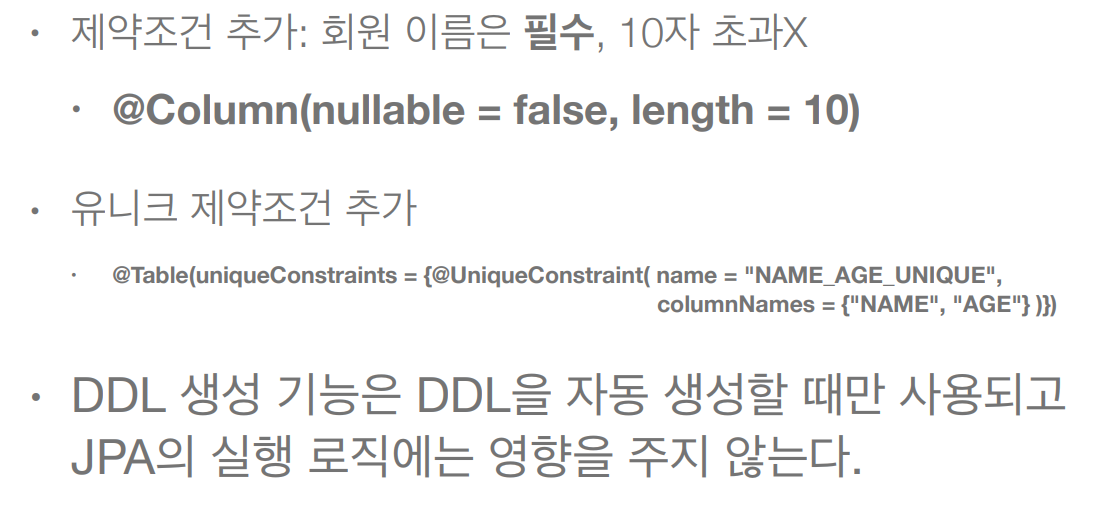 • 제약조건 추가: 회원 이름은 필수, 10자 초과X
• @Column(nullable = false, length = 10)
• 유니크 제약조건 추가
• @Table(uniqueConstraints = {@UniqueConstraint( name = "NAME_AGE_UNIQUE",
columnNames = {"NAME", "AGE"} )})
• DDL 생성 기능은 DDL을 자동 생성할 때만 사용되고
JPA의 실행 로직에는 영향을 주지 않는다.